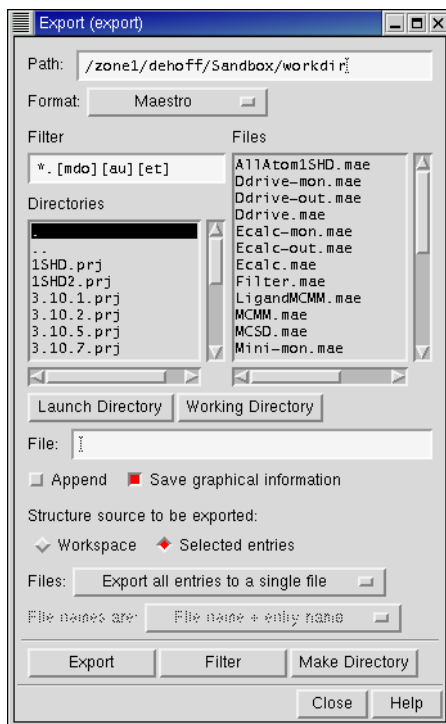 Export (export)
Path: /zone1/dehoff/Sandbox/workdir
Format: Maestro
Filter
*.[mdo][au][et]
Directories
.
..
1SHD.prj
1SHD2.prj
3.10.1.prj
3.10.2.prj
3.10.5.prj
3.10.7.prj
Files
AllAtom1SHD.mae
Ddrive-mon.mae
Ddrive-out.mae
Ddrive.mae
Ecalc-mon.mae
Ecalc-out.mae
Ecalc.mae
Filter.mae
LigandMCMM.mae
MCMM.mae
MCSD.mae
Mini-mon.mae
Launch Directory Working Directory
File:
Append Save graphical information
Structure source to be exported:
Workspace Selected entries
Files: Export all entries to a single file
File names are: File name + entry name
Export Filter Make Directory
Close Help